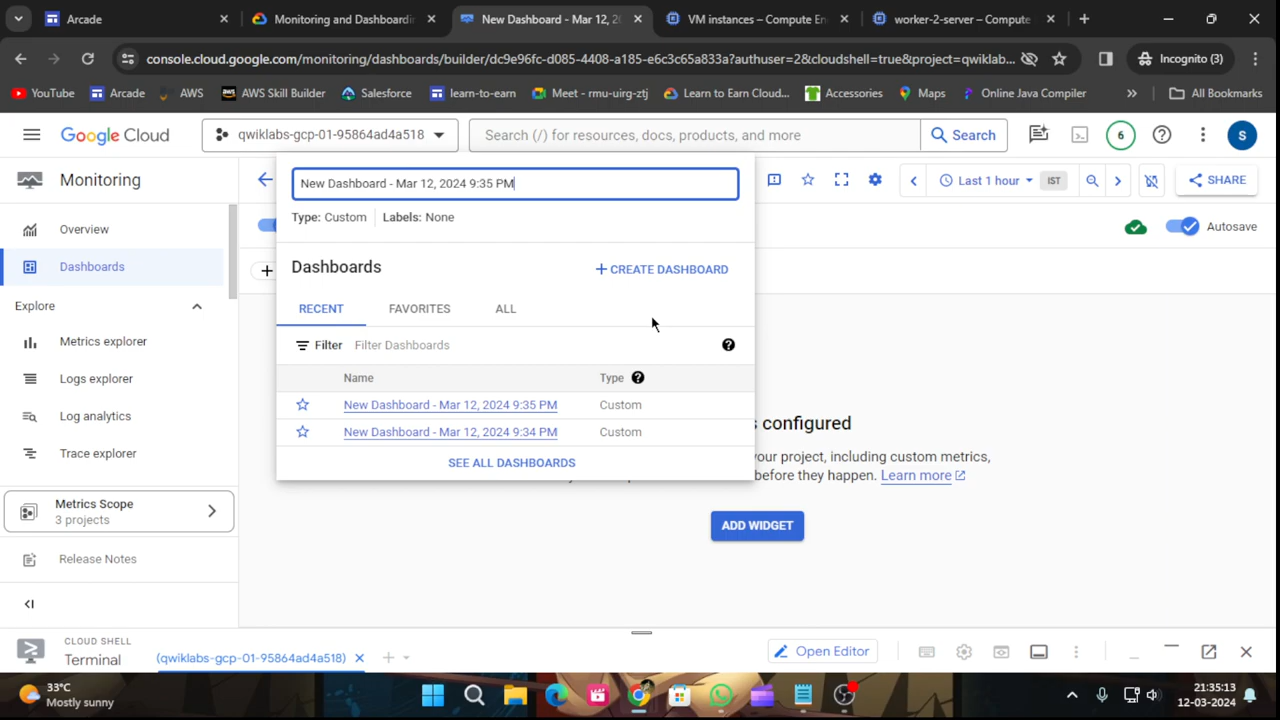 Arcade
Monitoring and Dashboardin
New Dashboard - Mar 12, 2
VM instances – Compute En
worker-2-server – Compute
console.cloud.google.com/monitoring/dashboards/builder/dc9e96fc-d085-4408-a185-e6c3c65a833a?authuser=2&cloudshell=true&project=qwiklab...
Incognito (3)
YouTube
Arcade
AWS
AWS Skill Builder
Salesforce
learn-to-earn
Meet - rmu-uirg-ztj
Learn to Earn Cloud...
Accessories
Maps
Online Java Compiler
»
All Bookmarks
Google Cloud
qwiklabs-gcp-01-95864ad4a518
Search (/) for resources, docs, products, and more
Search
6
S
Monitoring
New Dashboard - Mar 12, 2024 9:35 PM
Last 1 hour
IST
SHARE
Type: Custom
Labels: None
Autosave
Overview
Dashboards
Explore
Metrics explorer
Logs explorer
Log analytics
Trace explorer
Metrics Scope
3 projects
Release Notes
Dashboards
+ CREATE DASHBOARD
RECENT
FAVORITES
ALL
Filter
Filter Dashboards
Name
Type
New Dashboard - Mar 12, 2024 9:35 PM
Custom
New Dashboard - Mar 12, 2024 9:34 PM
Custom
SEE ALL DASHBOARDS
configured
your project, including custom metrics,
before they happen. Learn more
ADD WIDGET
CLOUD SHELL
Terminal
(qwiklabs-gcp-01-95864ad4a518)
Open Editor
33°C
Mostly sunny
21:35:13
12-03-2024